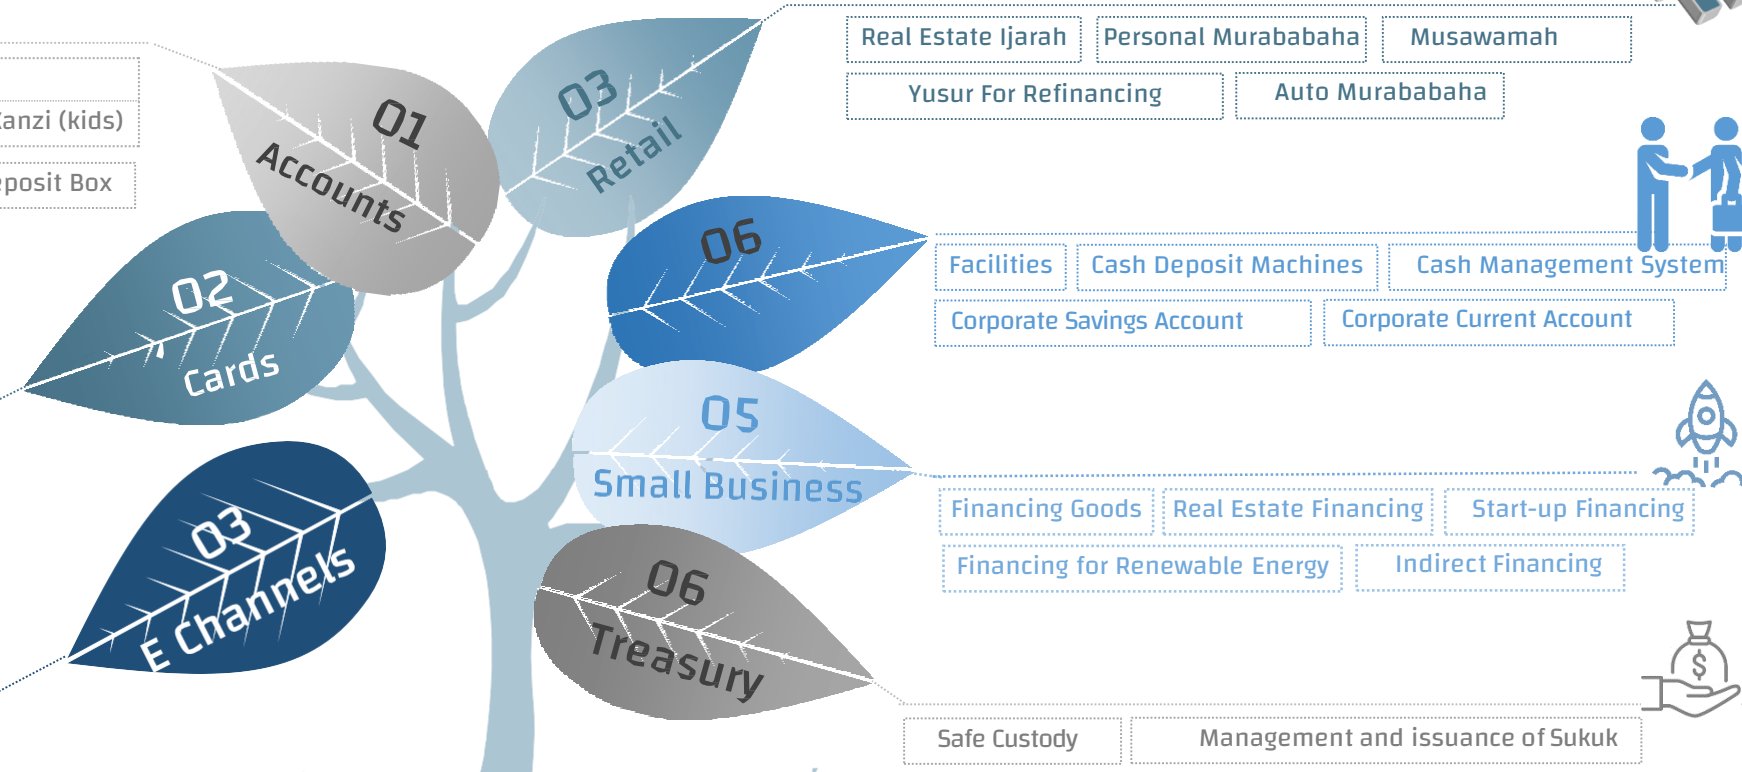 Real Estate Ijarah
Personal Murababaha
Musawamah
Yusur For Refinancing
Auto Murababaha
(kids)
Box
01
Accounts
03
Retail
02
Cards
06
Facilities
Cash Deposit Machines
Cash Management System
Corporate Savings Account
Corporate Current Account
05
Small Business
Financing Goods
Real Estate Financing
Start-up Financing
Financing for Renewable Energy
Indirect Financing
03
E Channels
06
Treasury
$
Safe Custody
Management and issuance of Sukuk